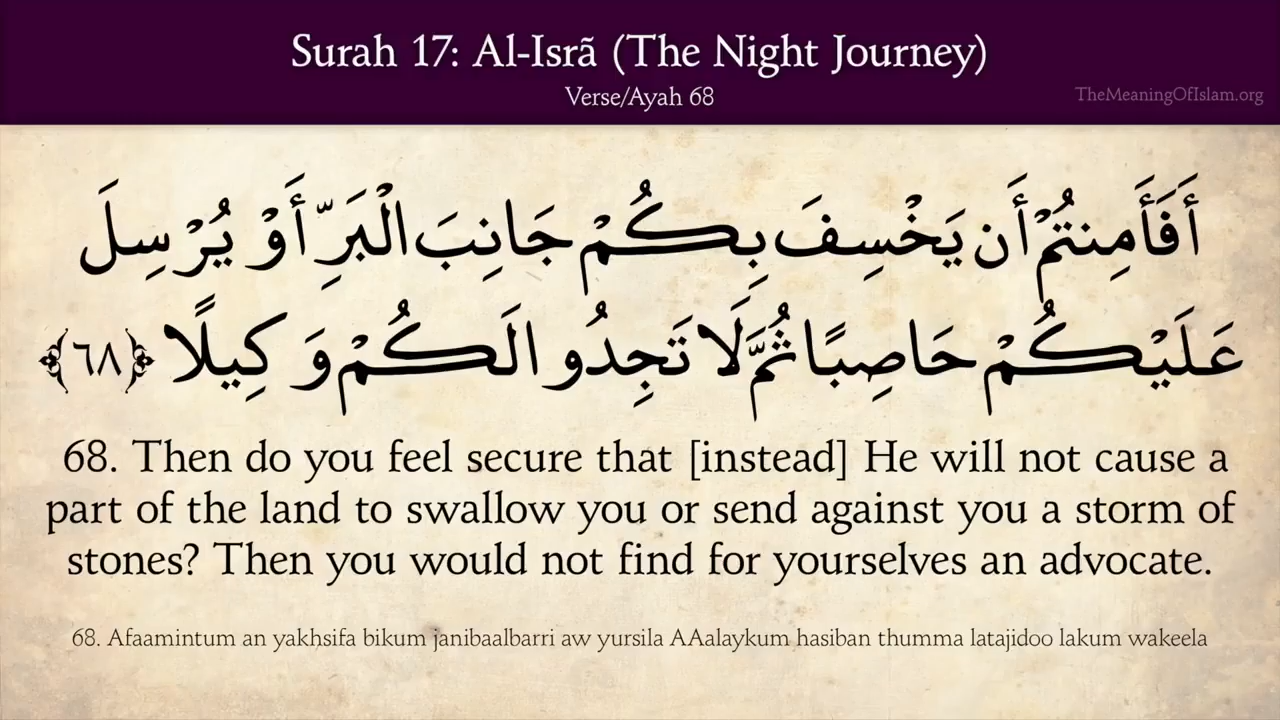 Surah 17: Al-Isrã (The Night Journey)
Verse/Ayah 68
TheMeaningOfIslam.org
أَفَأَمِنتُمْ أَن يَخْسِفَ بِكُمْ جَانِبَ الْبَرِّ أَوْ يُرْسِلَ
عَلَيْكُمْ حَاصِبًا ثُمَّ لَا تَجِدُوا لَكُمْ وَكِيلًا ﴿٦٨﴾
68. Then do you feel secure that [instead] He will not cause a
part of the land to swallow you or send against you a storm of
stones? Then you would not find for yourselves an advocate.
68. Afaamintum an yakhsifa bikum janibaalbarri aw yursila AAalaykum hasiban thumma latajidoo lakum wakeela